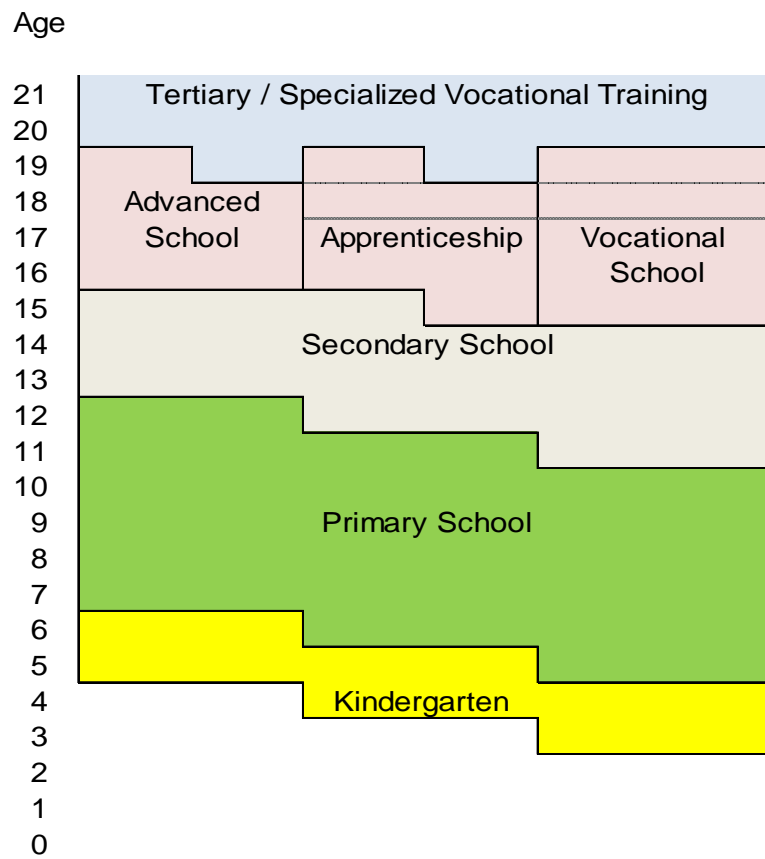 Age
21 Tertiary / Specialized Vocational Training
20
19
18 Advanced
17 School Apprenticeship Vocational
16 School
15
14 Secondary School
13
12
11
10
9 Primary School
8
7
6
5
4 Kindergarten
3
2
1
0